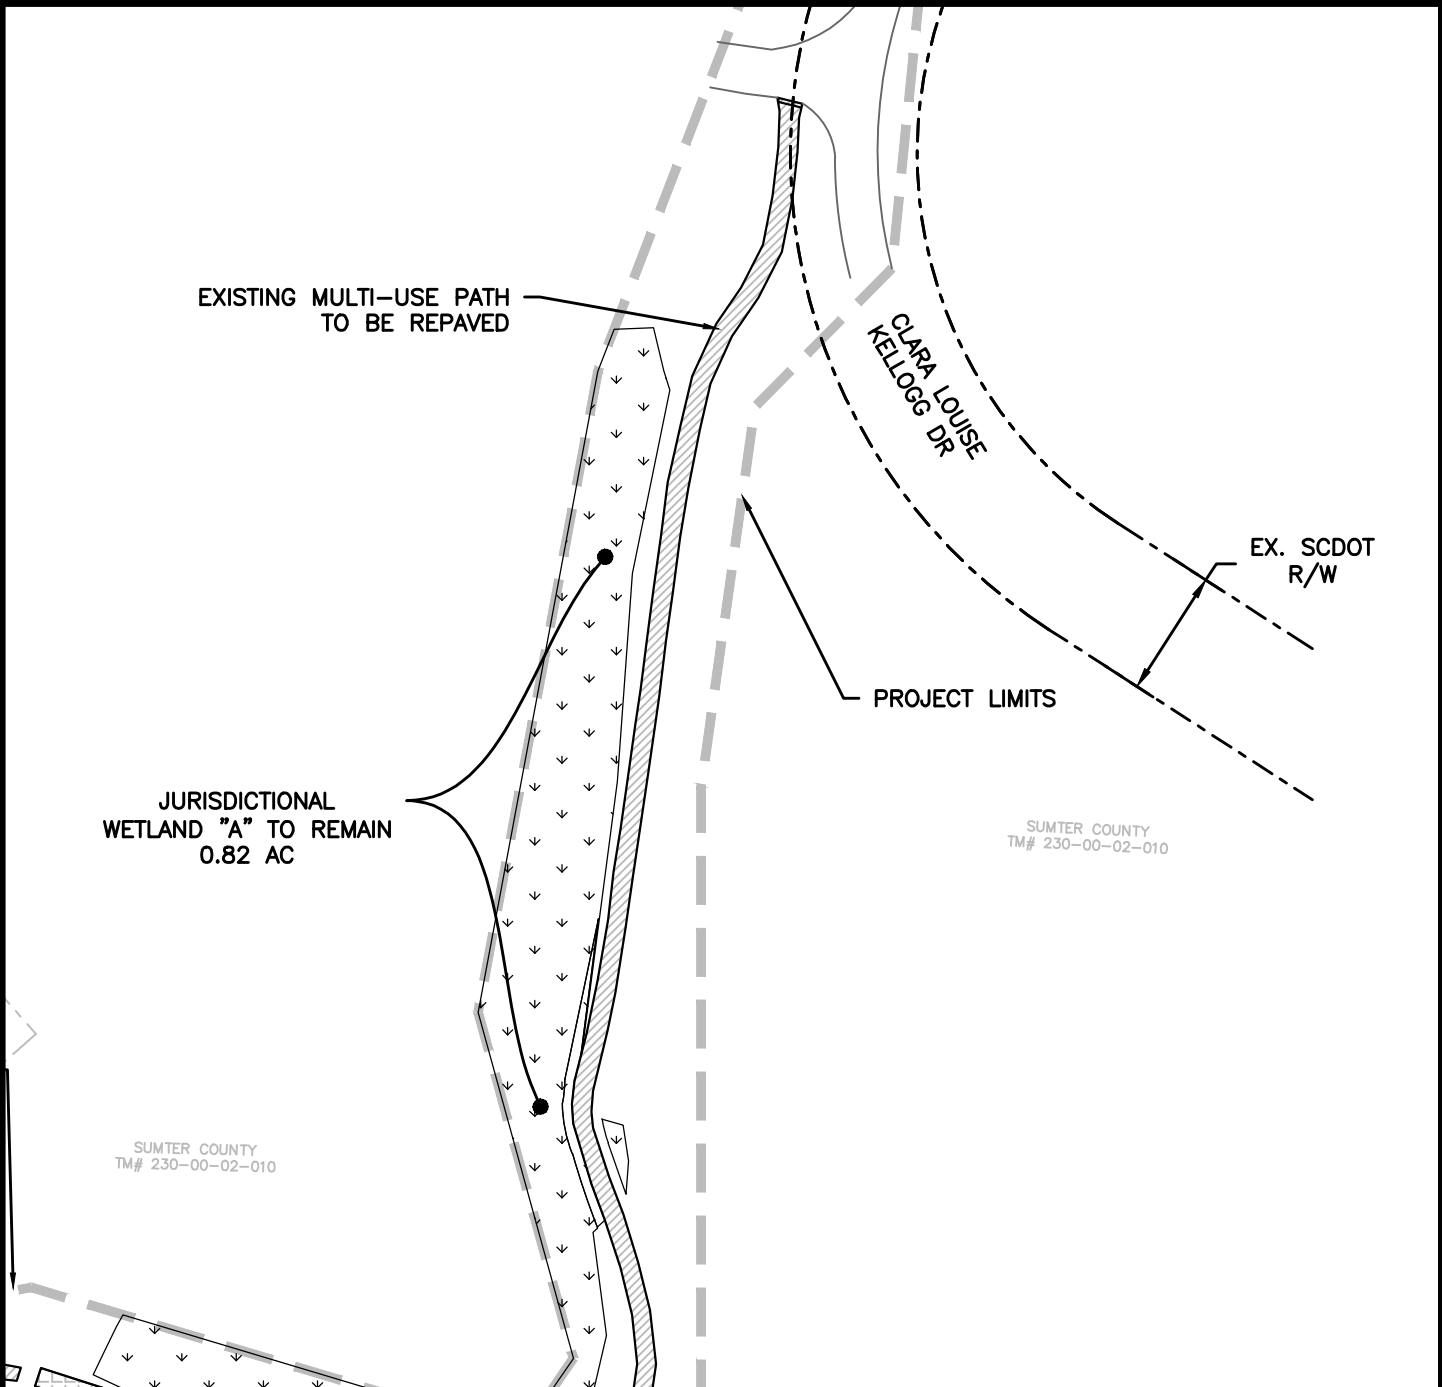 EXISTING MULTI-USE PATH
TO BE REPAVED
CLARA LOUISE
KELLOGG DR
EX. SCDOT
R/W
PROJECT LIMITS
JURISDICTIONAL
WETLAND "A" TO REMAIN
0.82 AC
SUMTER COUNTY
TM# 230-00-02-010
SUMTER COUNTY
TM# 230-00-02-010